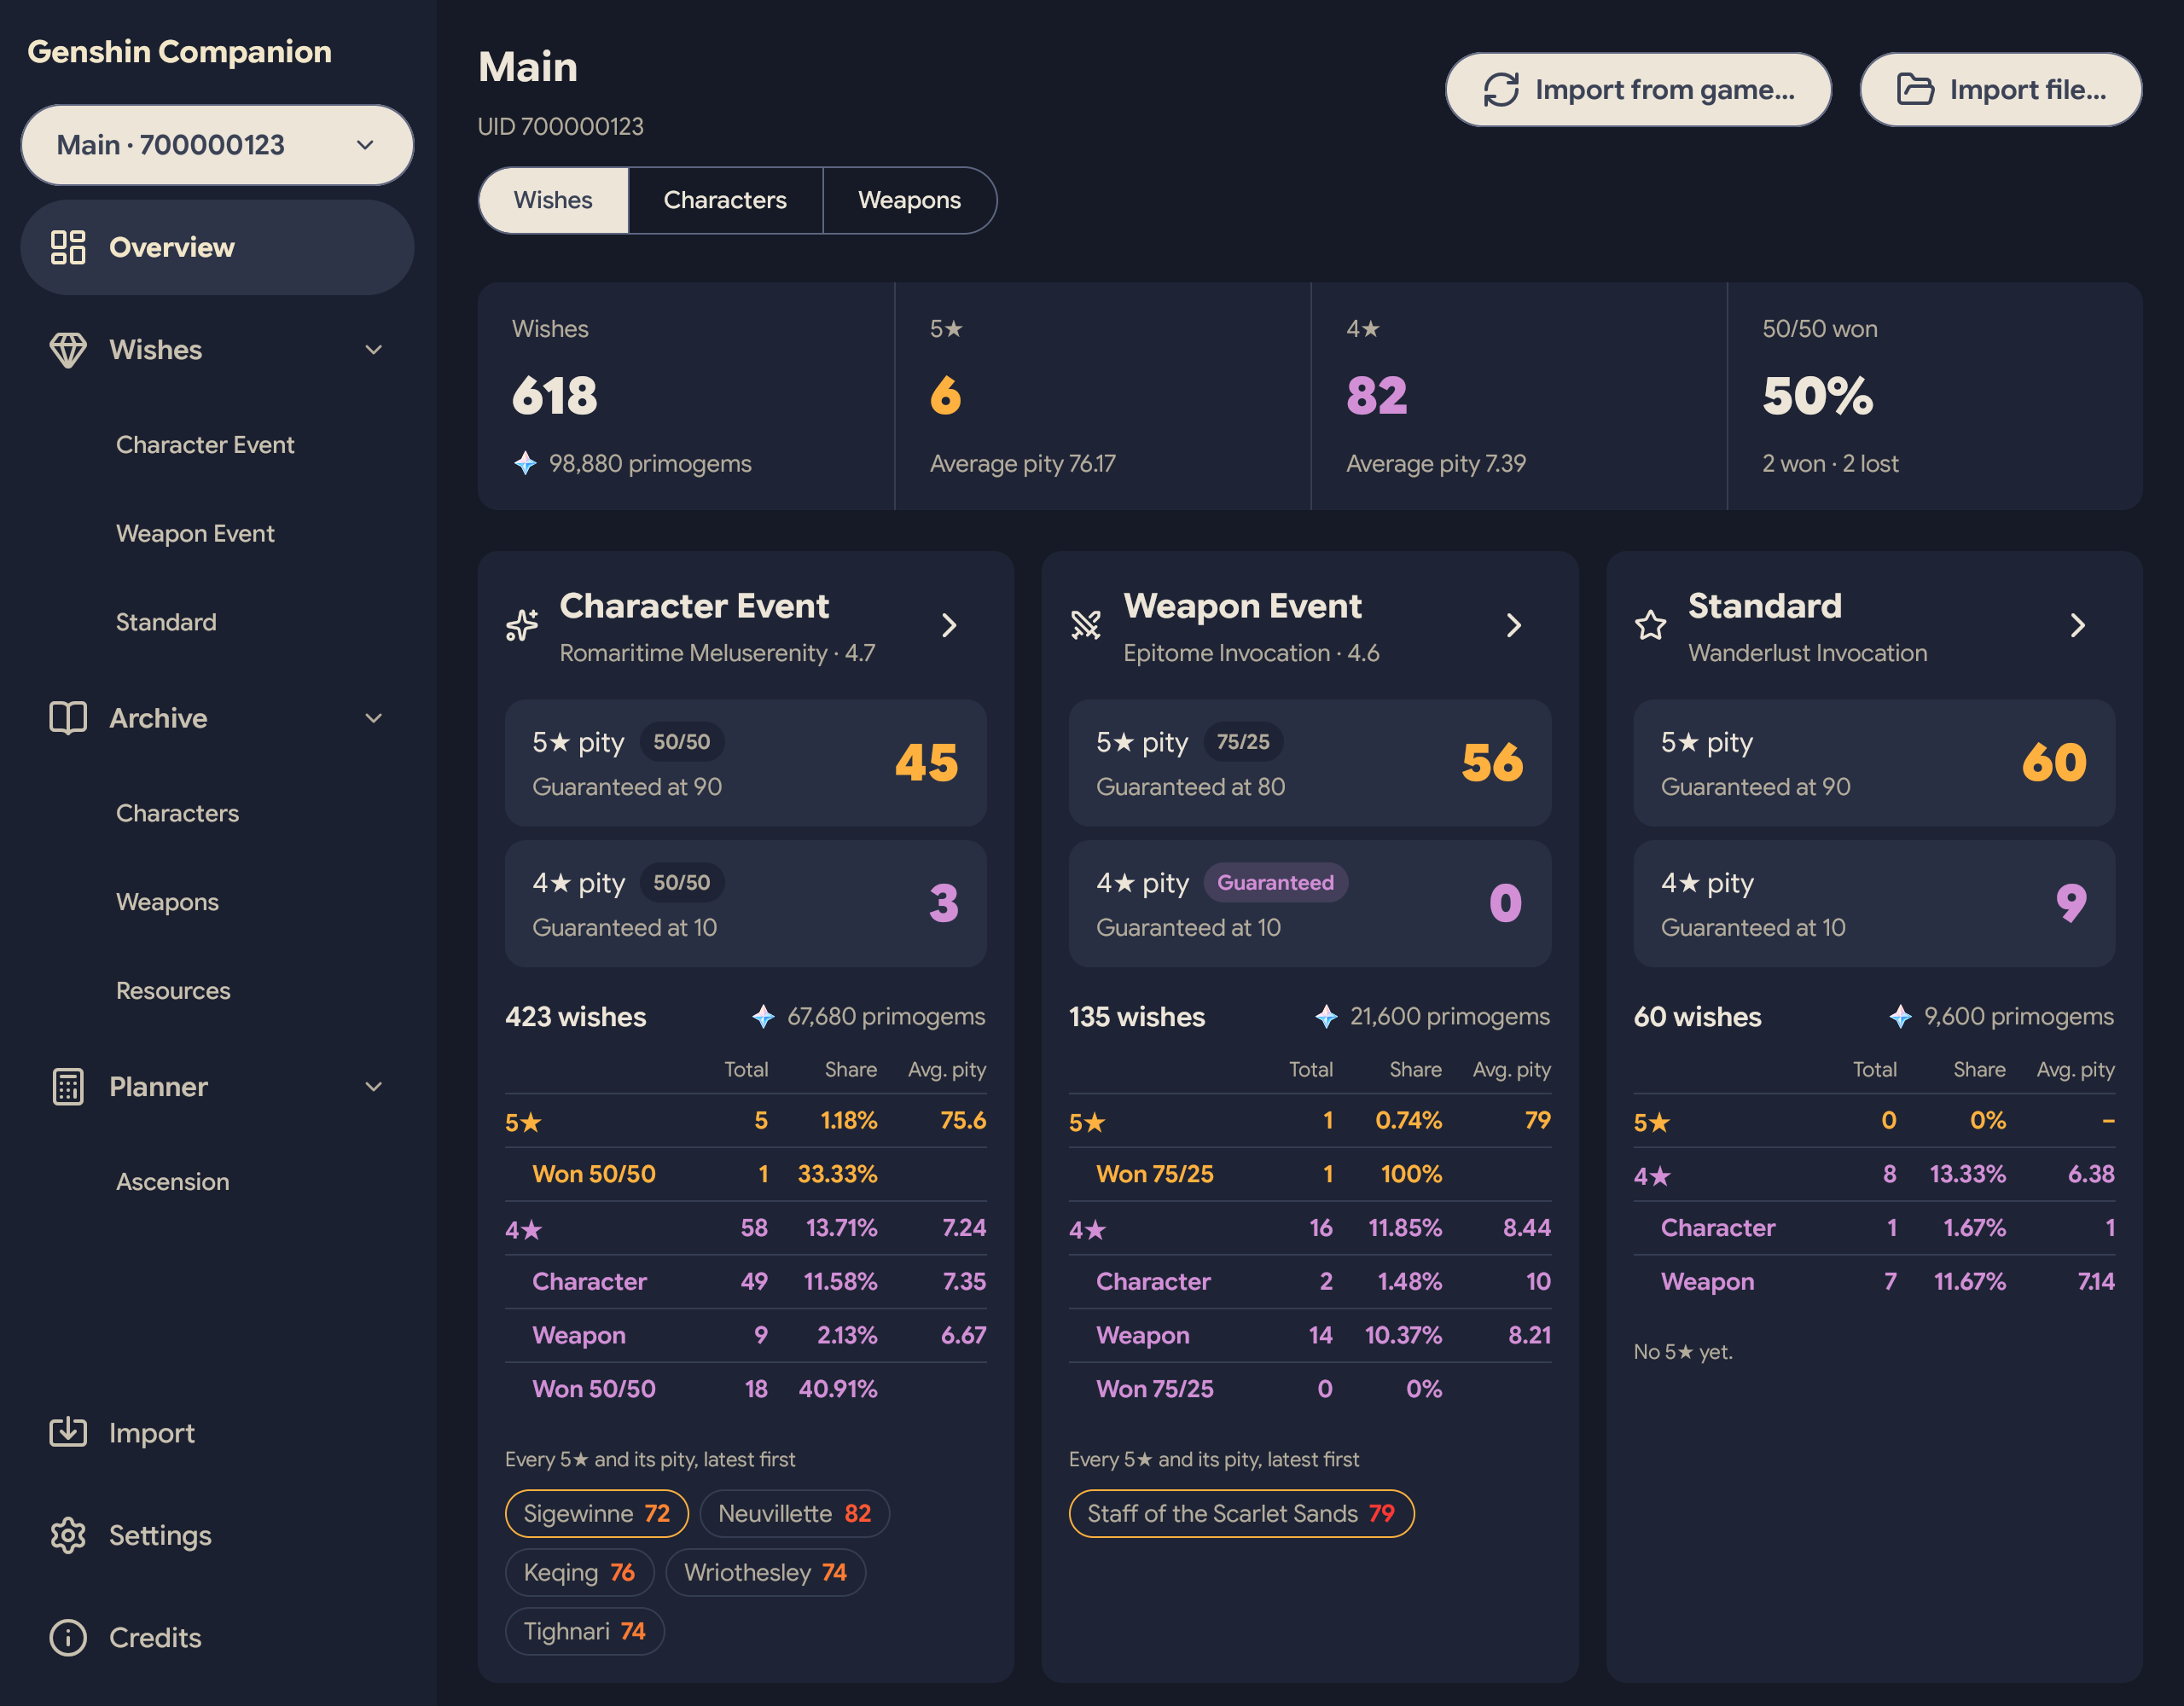 Genshin Companion
Main · 700000123
Overview
Wishes
Character Event
Weapon Event
Standard
Archive
Characters
Weapons
Resources
Planner
Ascension
Import
Settings
Credits
Main
UID 700000123
Import from game...
Import file...
Wishes Characters Weapons
Wishes
618
98,880 primogems
5★
6
Average pity 76.17
4★
82
Average pity 7.39
50/50 won
50%
2 won · 2 lost
Character Event
Romaritime Meluserenity · 4.7
5★ pity 50/50
45
Guaranteed at 90
4★ pity 50/50
3
Guaranteed at 10
423 wishes 67,680 primogems
Total Share Avg. pity
5★ 5 1.18% 75.6
Won 50/50 1 33.33%
4★ 58 13.71% 7.24
Character 49 11.58% 7.35
Weapon 9 2.13% 6.67
Won 50/50 18 40.91%
Every 5★ and its pity, latest first
Sigewinne 72 Neuvillette 82
Keqing 76 Wriothesley 74
Tighnari 74
Weapon Event
Epitome Invocation · 4.6
5★ pity 75/25
56
Guaranteed at 80
4★ pity Guaranteed
0
Guaranteed at 10
135 wishes 21,600 primogems
Total Share Avg. pity
5★ 1 0.74% 79
Won 75/25 1 100%
4★ 16 11.85% 8.44
Character 2 1.48% 10
Weapon 14 10.37% 8.21
Won 75/25 0 0%
Every 5★ and its pity, latest first
Staff of the Scarlet Sands 79
Standard
Wanderlust Invocation
5★ pity
60
Guaranteed at 90
4★ pity
9
Guaranteed at 10
60 wishes 9,600 primogems
Total Share Avg. pity
5★ 0 0% –
4★ 8 13.33% 6.38
Character 1 1.67% 1
Weapon 7 11.67% 7.14
No 5★ yet.